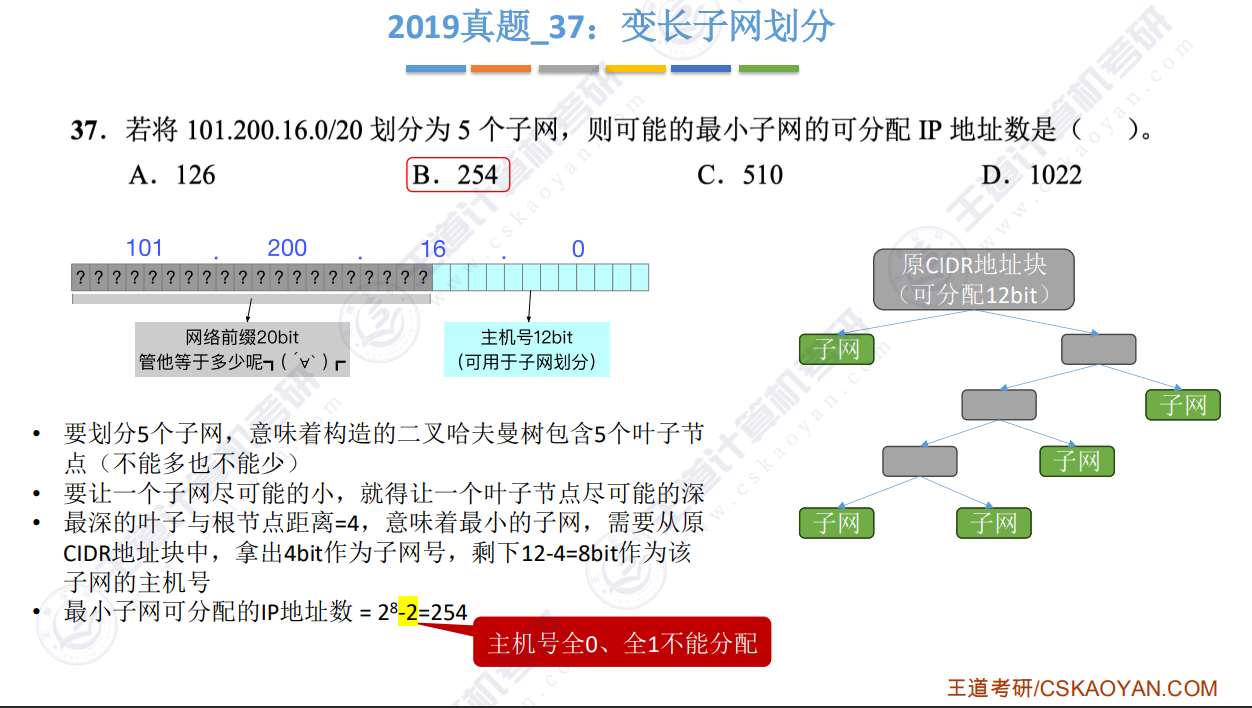 2019真题_37：变长子网划分
37．若将 101.200.16.0/20 划分为 5 个子网，则可能的最小子网的可分配 IP 地址数是（　　）。
A．126　B．254　C．510　D．1022
101 . 200 . 16 . 0
? ? ? ? ? ? ? ? ? ? ? ? ? ? ? ? ? ? ? ?
网络前缀20bit
管他等于多少呢┓( ´∀` )┏
主机号12bit
（可用于子网划分）
原CIDR地址块
（可分配12bit）
子网
子网
子网
子网
子网
• 要划分5个子网，意味着构造的二叉哈夫曼树包含5个叶子节
点（不能多也不能少）
• 要让一个子网尽可能的小，就得让一个叶子节点尽可能的深
• 最深的叶子与根节点距离=4，意味着最小的子网，需要从原
CIDR地址块中，拿出4bit作为子网号，剩下12-4=8bit作为该
子网的主机号
• 最小子网可分配的IP地址数 = 2⁸-2=254
主机号全0、全1不能分配
王道考研/CSKAOYAN.COM
王道计算机考研
www.cskaoyan.com